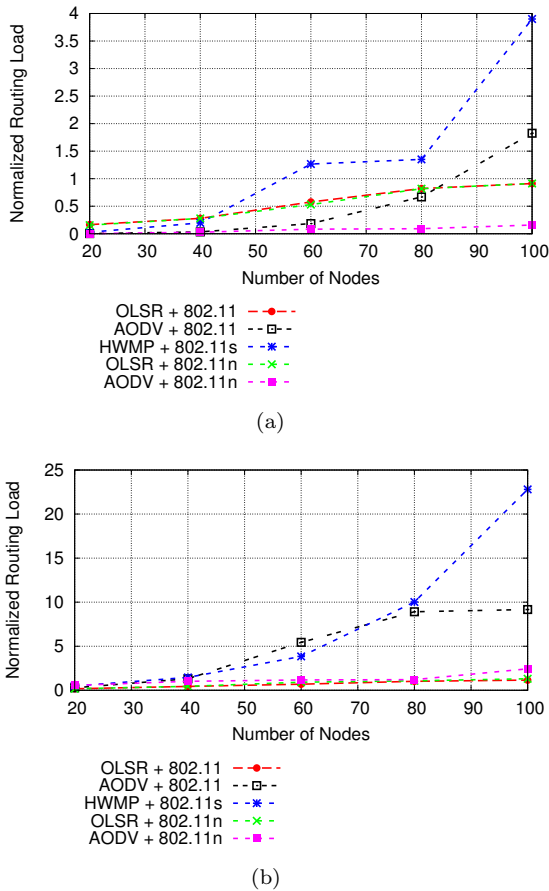 Normalized Routing Load
4
3.5
3
2.5
2
1.5
1
0.5
0
20 30 40 50 60 70 80 90 100
Number of Nodes
OLSR + 802.11
AODV + 802.11
HWMP + 802.11s
OLSR + 802.11n
AODV + 802.11n
(a)
Normalized Routing Load
25
20
15
10
5
0
20 30 40 50 60 70 80 90 100
Number of Nodes
OLSR + 802.11
AODV + 802.11
HWMP + 802.11s
OLSR + 802.11n
AODV + 802.11n
(b)